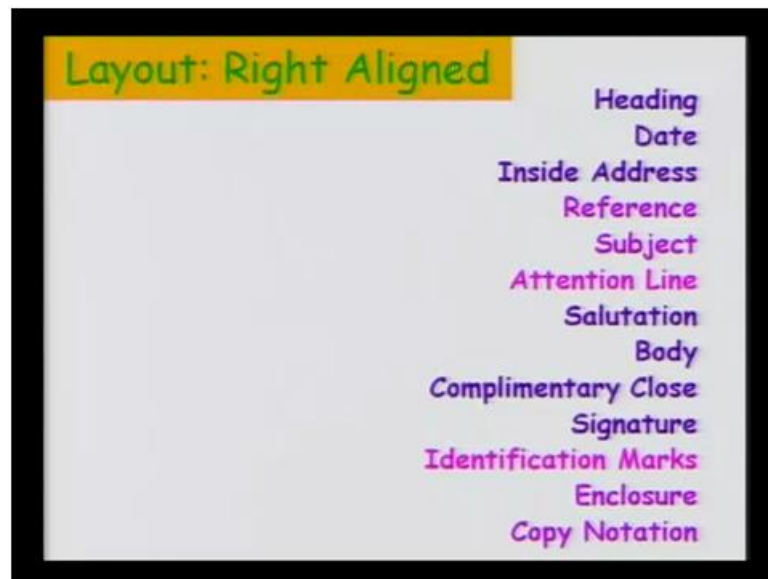 Layout: Right Aligned
Heading
Date
Inside Address
Reference
Subject
Attention Line
Salutation
Body
Complimentary Close
Signature
Identification Marks
Enclosure
Copy Notation